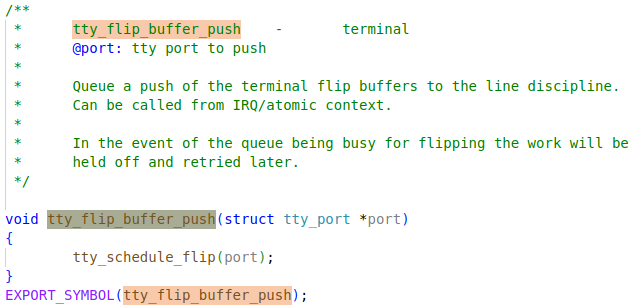 /**
 *	tty_flip_buffer_push	-	terminal
 *	@port: tty port to push
 *
 *	Queue a push of the terminal flip buffers to the line discipline.
 *	Can be called from IRQ/atomic context.
 *
 *	In the event of the queue being busy for flipping the work will be
 *	held off and retried later.
 */

void tty_flip_buffer_push(struct tty_port *port)
{
	tty_schedule_flip(port);
}
EXPORT_SYMBOL(tty_flip_buffer_push);